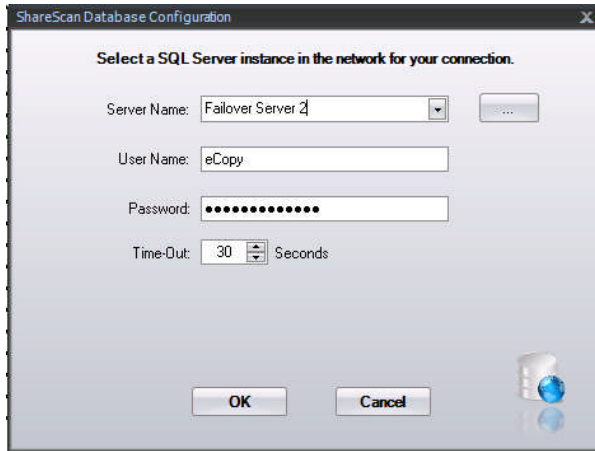 ShareScan Database Configuration X
Select a SQL Server instance in the network for your connection.
Server Name: Failover Server 2 ...
User Name: eCopy
Password: •••••••••••••
Time-Out: 30 Seconds
OK Cancel